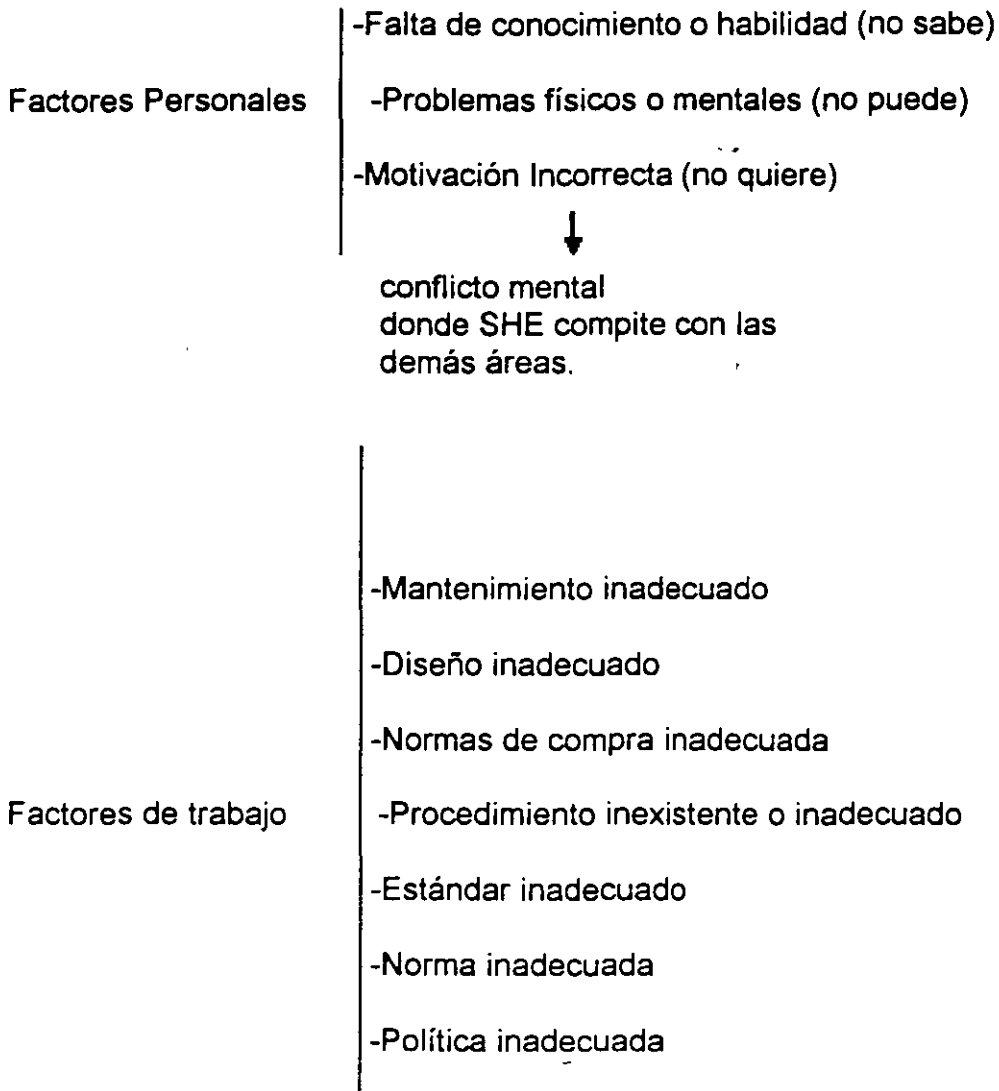 -Falta de conocimiento o habilidad (no sabe)
Factores Personales
-Problemas físicos o mentales (no puede)
-Motivación Incorrecta (no quiere)
conflicto mental
donde SHE compite con las
demás áreas.
-Mantenimiento inadecuado
-Diseño inadecuado
-Normas de compra inadecuada
Factores de trabajo
-Procedimiento inexistente o inadecuado
-Estándar inadecuado
-Norma inadecuada
-Política inadecuada